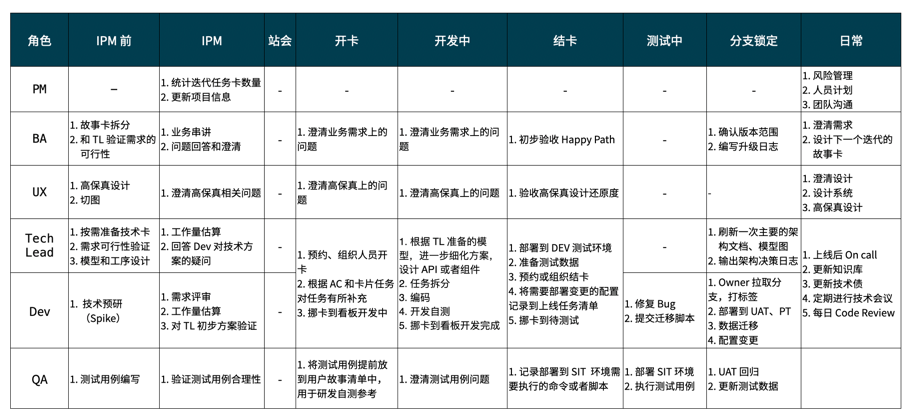 角色 IPM 前 IPM 站会 开卡 开发中 结卡 测试中 分支锁定 日常
PM
–
1. 统计迭代任务卡数量
2. 更新项目信息
-
-
-
-
-
-
1. 风险管理
2. 人员计划
3. 团队沟通
BA
1. 故事卡拆分
2. 和 TL 验证需求的
可行性
1. 业务串讲
2. 问题回答和澄清
-
1. 澄清业务需求上的
问题
1. 澄清业务需求上的问
题
1. 初步验收 Happy Path
-
1. 确认版本范围
2. 编写升级日志
1. 澄清需求
2. 设计下一个迭代的
故事卡
UX
1. 高保真设计
2. 切图
1. 澄清高保真相关问题
-
1. 澄清高保真上的问
题
1. 澄清高保真上的问题
1. 验收高保真设计还原度
-
-
1. 澄清设计
2. 设计系统
3. 高保真设计
Tech
Lead
1. 按需准备技术卡
2. 需求可行性验证
3. 模型和工序设计
1. 工作量估算
2. 回答 Dev 对技术方
案的疑问
-
1. 预约、组织人员开
卡
2. 根据 AC 和卡片任务
对任务有所补充
3. 挪卡到看板开发中
1. 根据 TL 准备的模
型，进一步细化方案，
设计 API 或者组件
2. 任务拆分
3. 编码
4. 开发自测
5. 挪卡到看板开发完成
1. 部署到 DEV 测试环境
2. 准备测试数据
3. 预约或组织结卡
4. 将需要部署变更的配置
记录到上线任务清单
5. 挪卡到待测试
-
1. 刷新一次主要的架
构文档、模型图
2. 输出架构决策日志
1. 上线后 On call
2. 更新知识库
3. 更新技术债
4. 定期进行技术会议
5. 每日 Code Review
Dev
1. 技术预研
（Spike）
1. 需求评审
2. 工作量估算
3. 对 TL 初步方案验证
-
1. 修复 Bug
2. 提交迁移脚本
1. Owner 拉取分
支，打标签
2. 部署到 UAT、PT
3. 数据迁移
4. 配置变更
QA
1. 测试用例编写
1. 验证测试用例合理性
-
1. 将测试用例提前放
到用户故事清单中，
用于研发自测参考
1. 澄清测试用例问题
1. 记录部署到 SIT 环境需
要执行的命令或者脚本
1. 部署 SIT 环境
2. 执行测试用例
1. UAT 回归
2. 更新测试数据